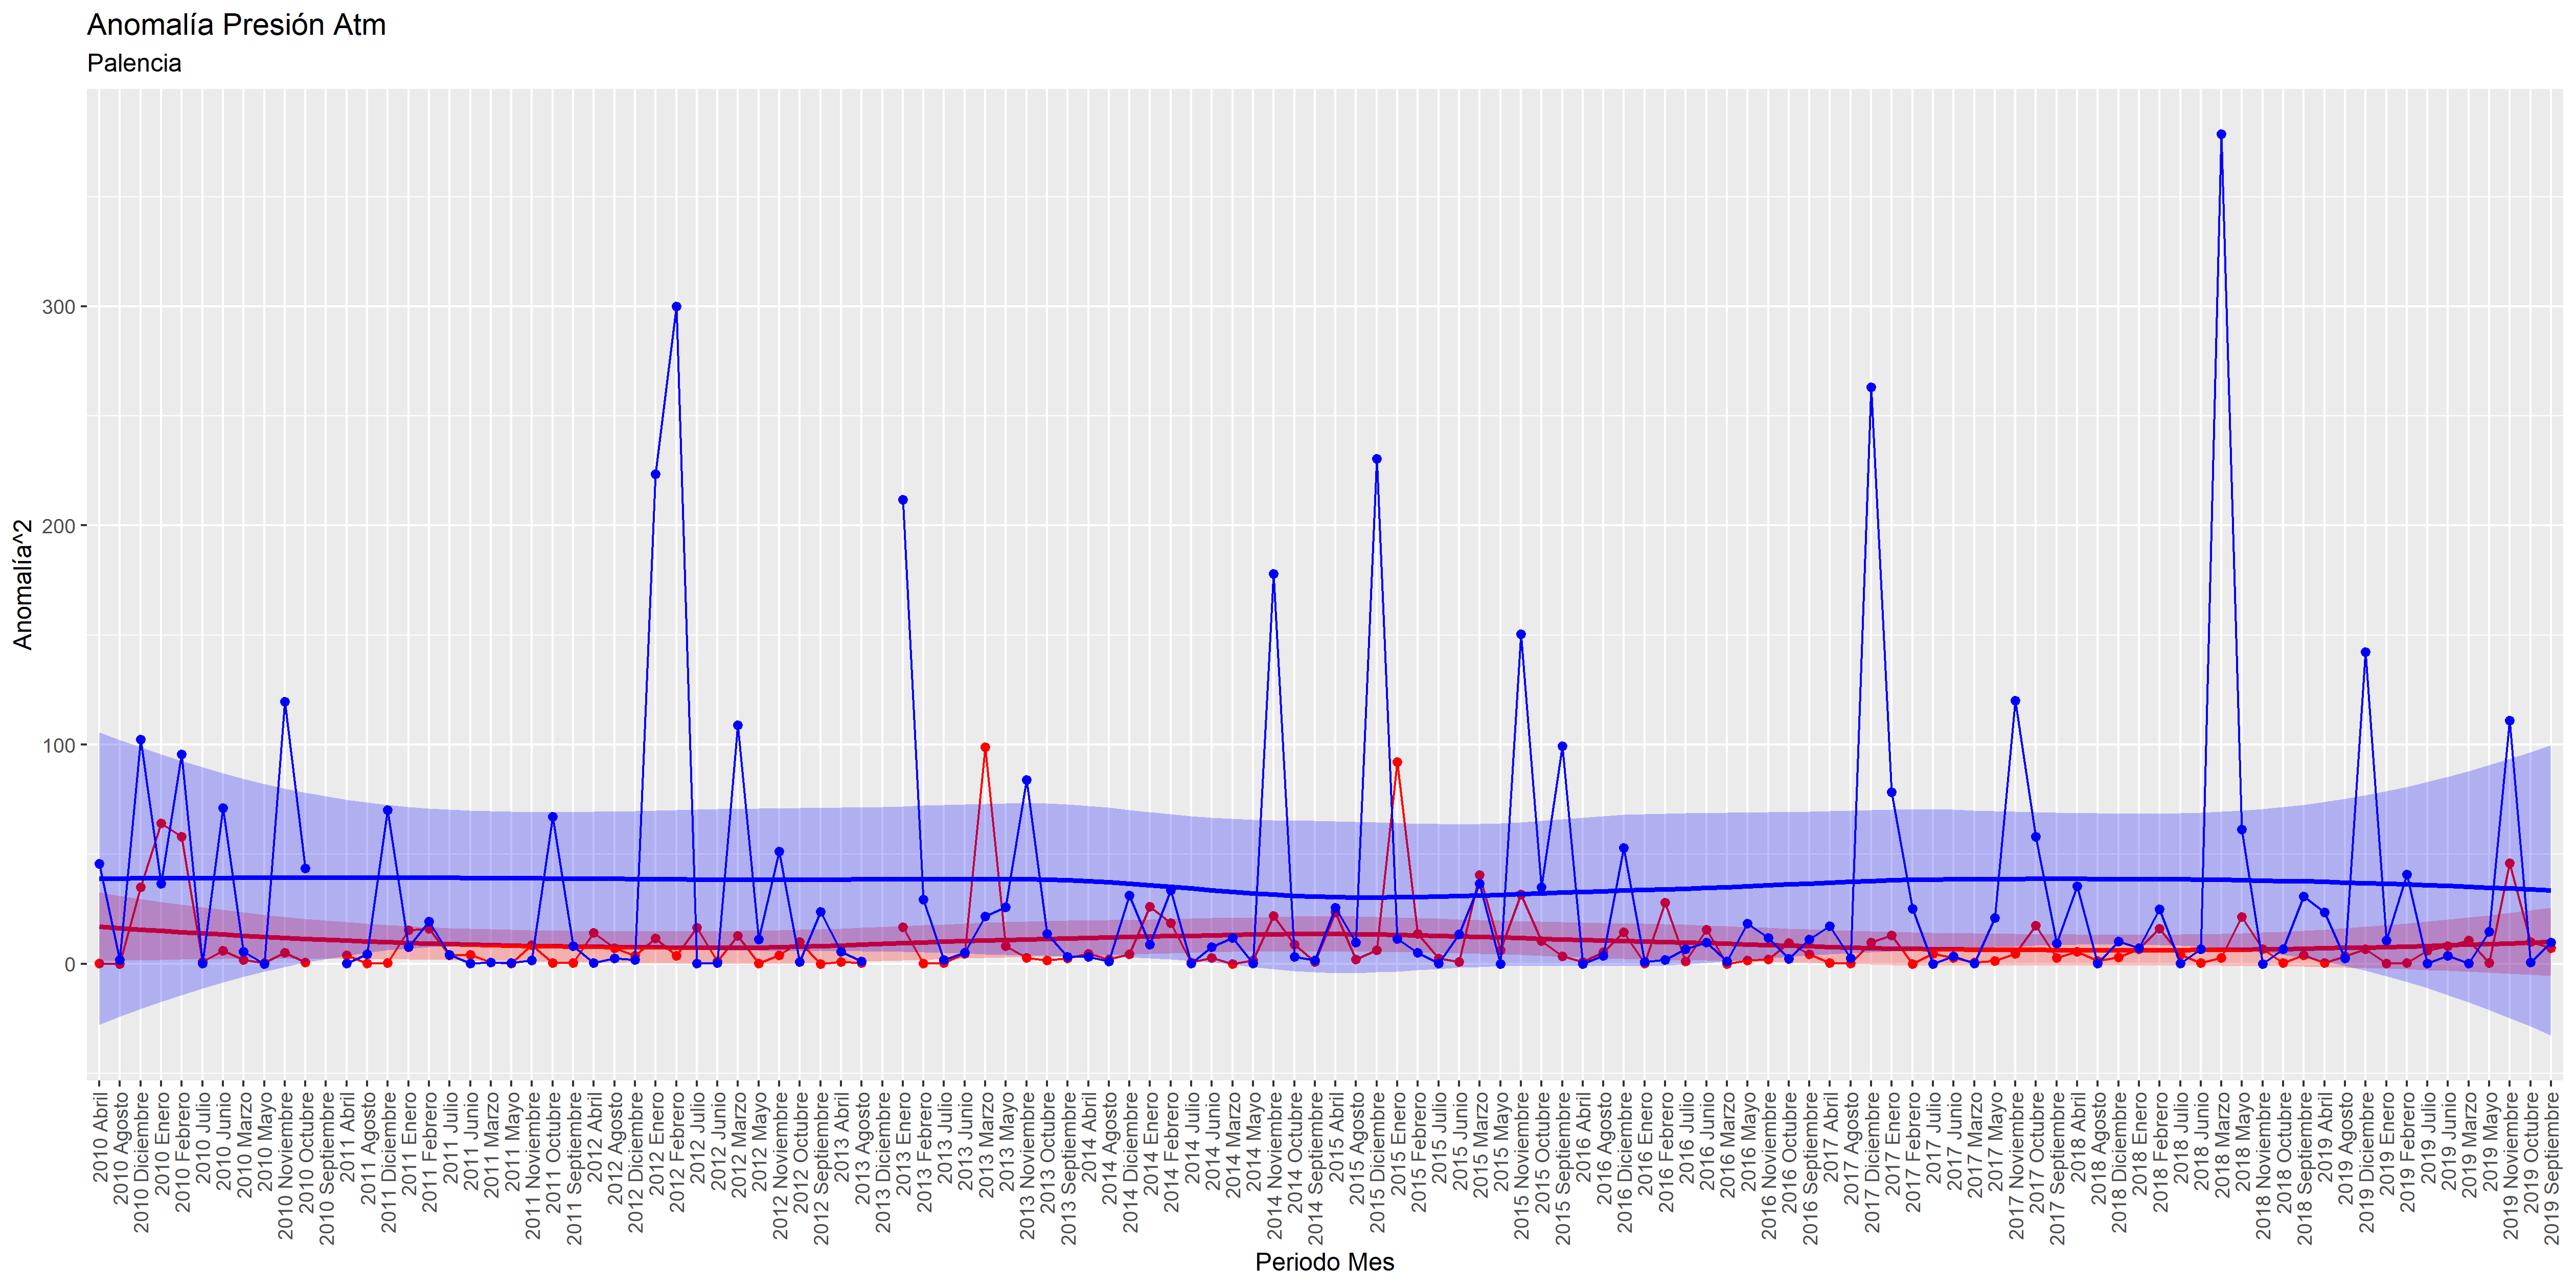 Anomalía Presión Atm
Palencia
Anomalía^2
300
200
100
0
2010 Abril
2010 Agosto
2010 Diciembre
2010 Enero
2010 Febrero
2010 Julio
2010 Junio
2010 Marzo
2010 Mayo
2010 Noviembre
2010 Octubre
2010 Septiembre
2011 Abril
2011 Agosto
2011 Diciembre
2011 Enero
2011 Febrero
2011 Julio
2011 Junio
2011 Marzo
2011 Mayo
2011 Noviembre
2011 Octubre
2011 Septiembre
2012 Abril
2012 Agosto
2012 Diciembre
2012 Enero
2012 Febrero
2012 Julio
2012 Junio
2012 Marzo
2012 Mayo
2012 Noviembre
2012 Octubre
2012 Septiembre
2013 Abril
2013 Agosto
2013 Diciembre
2013 Enero
2013 Febrero
2013 Julio
2013 Junio
2013 Marzo
2013 Mayo
2013 Noviembre
2013 Octubre
2013 Septiembre
2014 Abril
2014 Agosto
2014 Diciembre
2014 Enero
2014 Febrero
2014 Julio
2014 Junio
2014 Marzo
2014 Mayo
2014 Noviembre
2014 Octubre
2014 Septiembre
2015 Abril
2015 Agosto
2015 Diciembre
2015 Enero
2015 Febrero
2015 Julio
2015 Junio
2015 Marzo
2015 Mayo
2015 Noviembre
2015 Octubre
2015 Septiembre
2016 Abril
2016 Agosto
2016 Diciembre
2016 Enero
2016 Febrero
2016 Julio
2016 Junio
2016 Marzo
2016 Mayo
2016 Noviembre
2016 Octubre
2016 Septiembre
2017 Abril
2017 Agosto
2017 Diciembre
2017 Enero
2017 Febrero
2017 Julio
2017 Junio
2017 Marzo
2017 Mayo
2017 Noviembre
2017 Octubre
2017 Septiembre
2018 Abril
2018 Agosto
2018 Diciembre
2018 Enero
2018 Febrero
2018 Julio
2018 Junio
2018 Marzo
2018 Mayo
2018 Noviembre
2018 Octubre
2018 Septiembre
2019 Abril
2019 Agosto
2019 Diciembre
2019 Enero
2019 Febrero
2019 Julio
2019 Junio
2019 Marzo
2019 Mayo
2019 Noviembre
2019 Octubre
2019 Septiembre
Periodo Mes